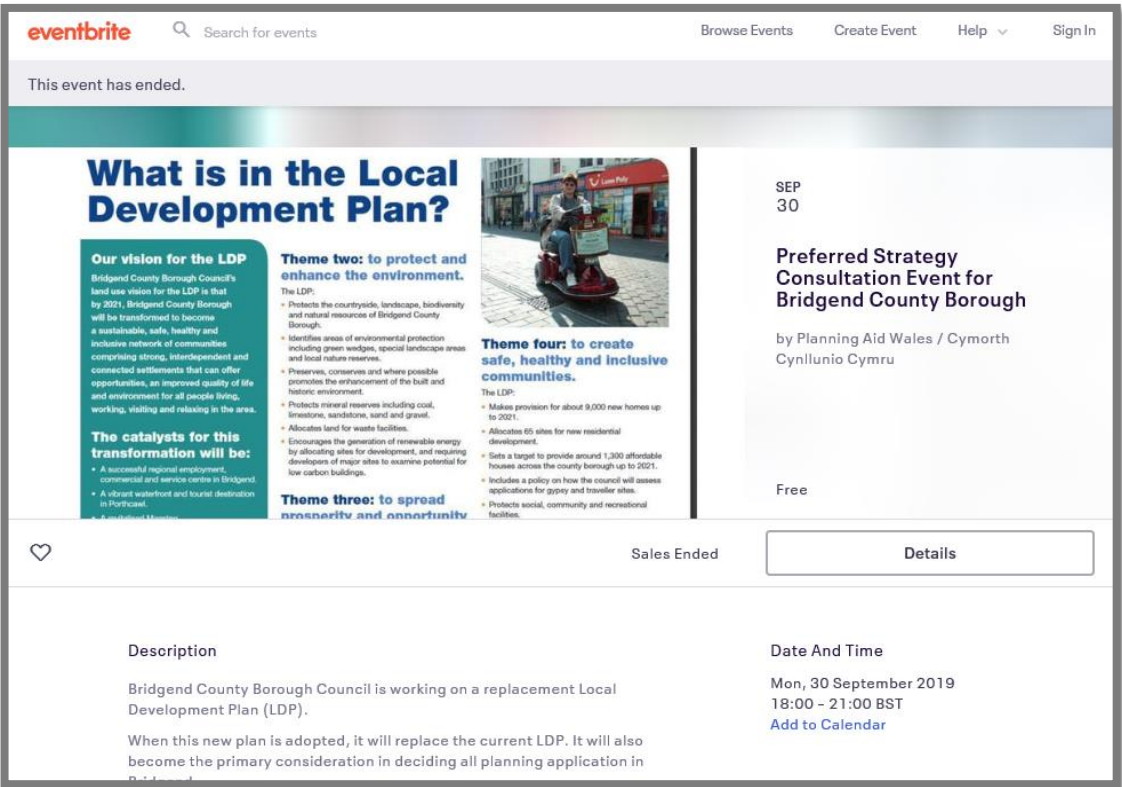 eventbrite
Search for events
Browse Events
Create Event
Help
Sign In
This event has ended.
What is in the Local
Development Plan?
Our vision for the LDP
Bridgend County Borough Council's
land use vision for the LDP is that
by 2021, Bridgend County Borough
will be transformed to become
a sustainable, safe, healthy and
inclusive network of communities
comprising strong, interdependent and
connected settlements that can offer
opportunities, an improved quality of life
and environment for all people living,
working, visiting and relaxing in the area.
The catalysts for this
transformation will be:
• A successful regional employment,
commercial and service centre in Bridgend.
• A vibrant waterfront and tourist destination
in Porthcawl.
Theme two: to protect and
enhance the environment.
The LDP:
• Protects the countryside, landscape, biodiversity
and natural resources of Bridgend County
Borough.
• Identifies areas of environmental protection
including green wedges, special landscape areas
and local nature reserves.
• Preserves, conserves and where possible
promotes the enhancement of the built and
historic environment.
• Protects mineral reserves including coal,
limestone, sandstone, sand and gravel.
• Allocates land for waste facilities.
• Encourages the generation of renewable energy
by allocating sites for development, and requiring
developers of major sites to examine potential for
low carbon buildings.
Theme three: to spread
prosperity and opportunity
Lunn Poly
Theme four: to create
safe, healthy and inclusive
communities.
The LDP:
• Makes provision for about 9,000 new homes up
to 2021.
• Allocates 65 sites for new residential
development.
• Sets a target to provide around 1,300 affordable
houses across the county borough up to 2021.
• Includes a policy on how the council will assess
applications for gypsy and traveller sites.
• Protects social, community and recreational
facilities.
SEP
30
Preferred Strategy
Consultation Event for
Bridgend County Borough
by Planning Aid Wales / Cymorth
Cynllunio Cymru
Free
Sales Ended
Details
Description
Bridgend County Borough Council is working on a replacement Local
Development Plan (LDP).
When this new plan is adopted, it will replace the current LDP. It will also
become the primary consideration in deciding all planning application in
Date And Time
Mon, 30 September 2019
18:00 - 21:00 BST
Add to Calendar